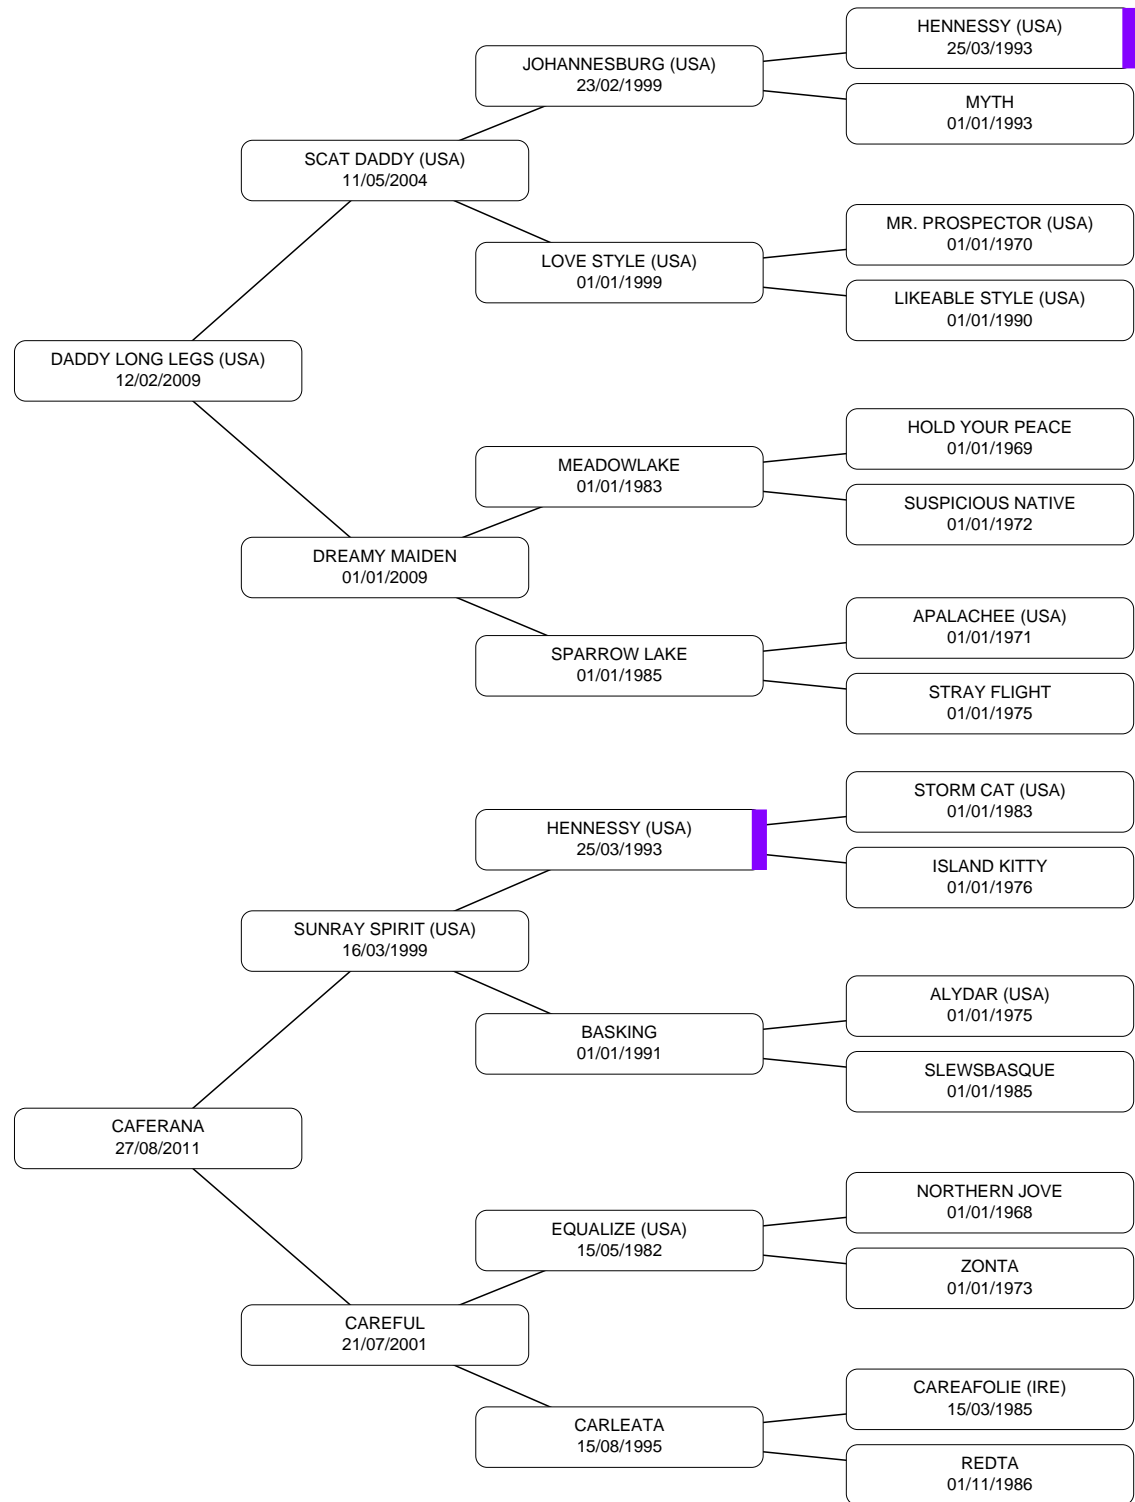 HENNESSY (USA)
25/03/1993
JOHANNESBURG (USA)
23/02/1999
MYTH
01/01/1993
SCAT DADDY (USA)
11/05/2004
MR. PROSPECTOR (USA)
01/01/1970
LOVE STYLE (USA)
01/01/1999
LIKEABLE STYLE (USA)
01/01/1990
DADDY LONG LEGS (USA)
12/02/2009
HOLD YOUR PEACE
01/01/1969
MEADOWLAKE
01/01/1983
SUSPICIOUS NATIVE
01/01/1972
DREAMY MAIDEN
01/01/2009
APALACHEE (USA)
01/01/1971
SPARROW LAKE
01/01/1985
STRAY FLIGHT
01/01/1975
STORM CAT (USA)
01/01/1983
HENNESSY (USA)
25/03/1993
ISLAND KITTY
01/01/1976
SUNRAY SPIRIT (USA)
16/03/1999
ALYDAR (USA)
01/01/1975
BASKING
01/01/1991
SLEWSBASQUE
01/01/1985
CAFERANA
27/08/2011
NORTHERN JOVE
01/01/1968
EQUALIZE (USA)
15/05/1982
ZONTA
01/01/1973
CAREFUL
21/07/2001
CAREAFOLIE (IRE)
15/03/1985
CARLEATA
15/08/1995
REDTA
01/11/1986